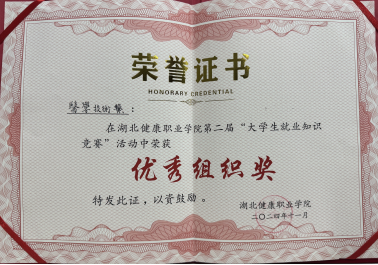 荣誉证书
HONORARY CREDENTIAL
醫學技術系：
在湖北健康职业学院第二届“大学生就业知识
竞赛”活动中荣获
优秀组织奖
特发此证，以资鼓励。
湖北健康职业学院
二〇二四年十一月